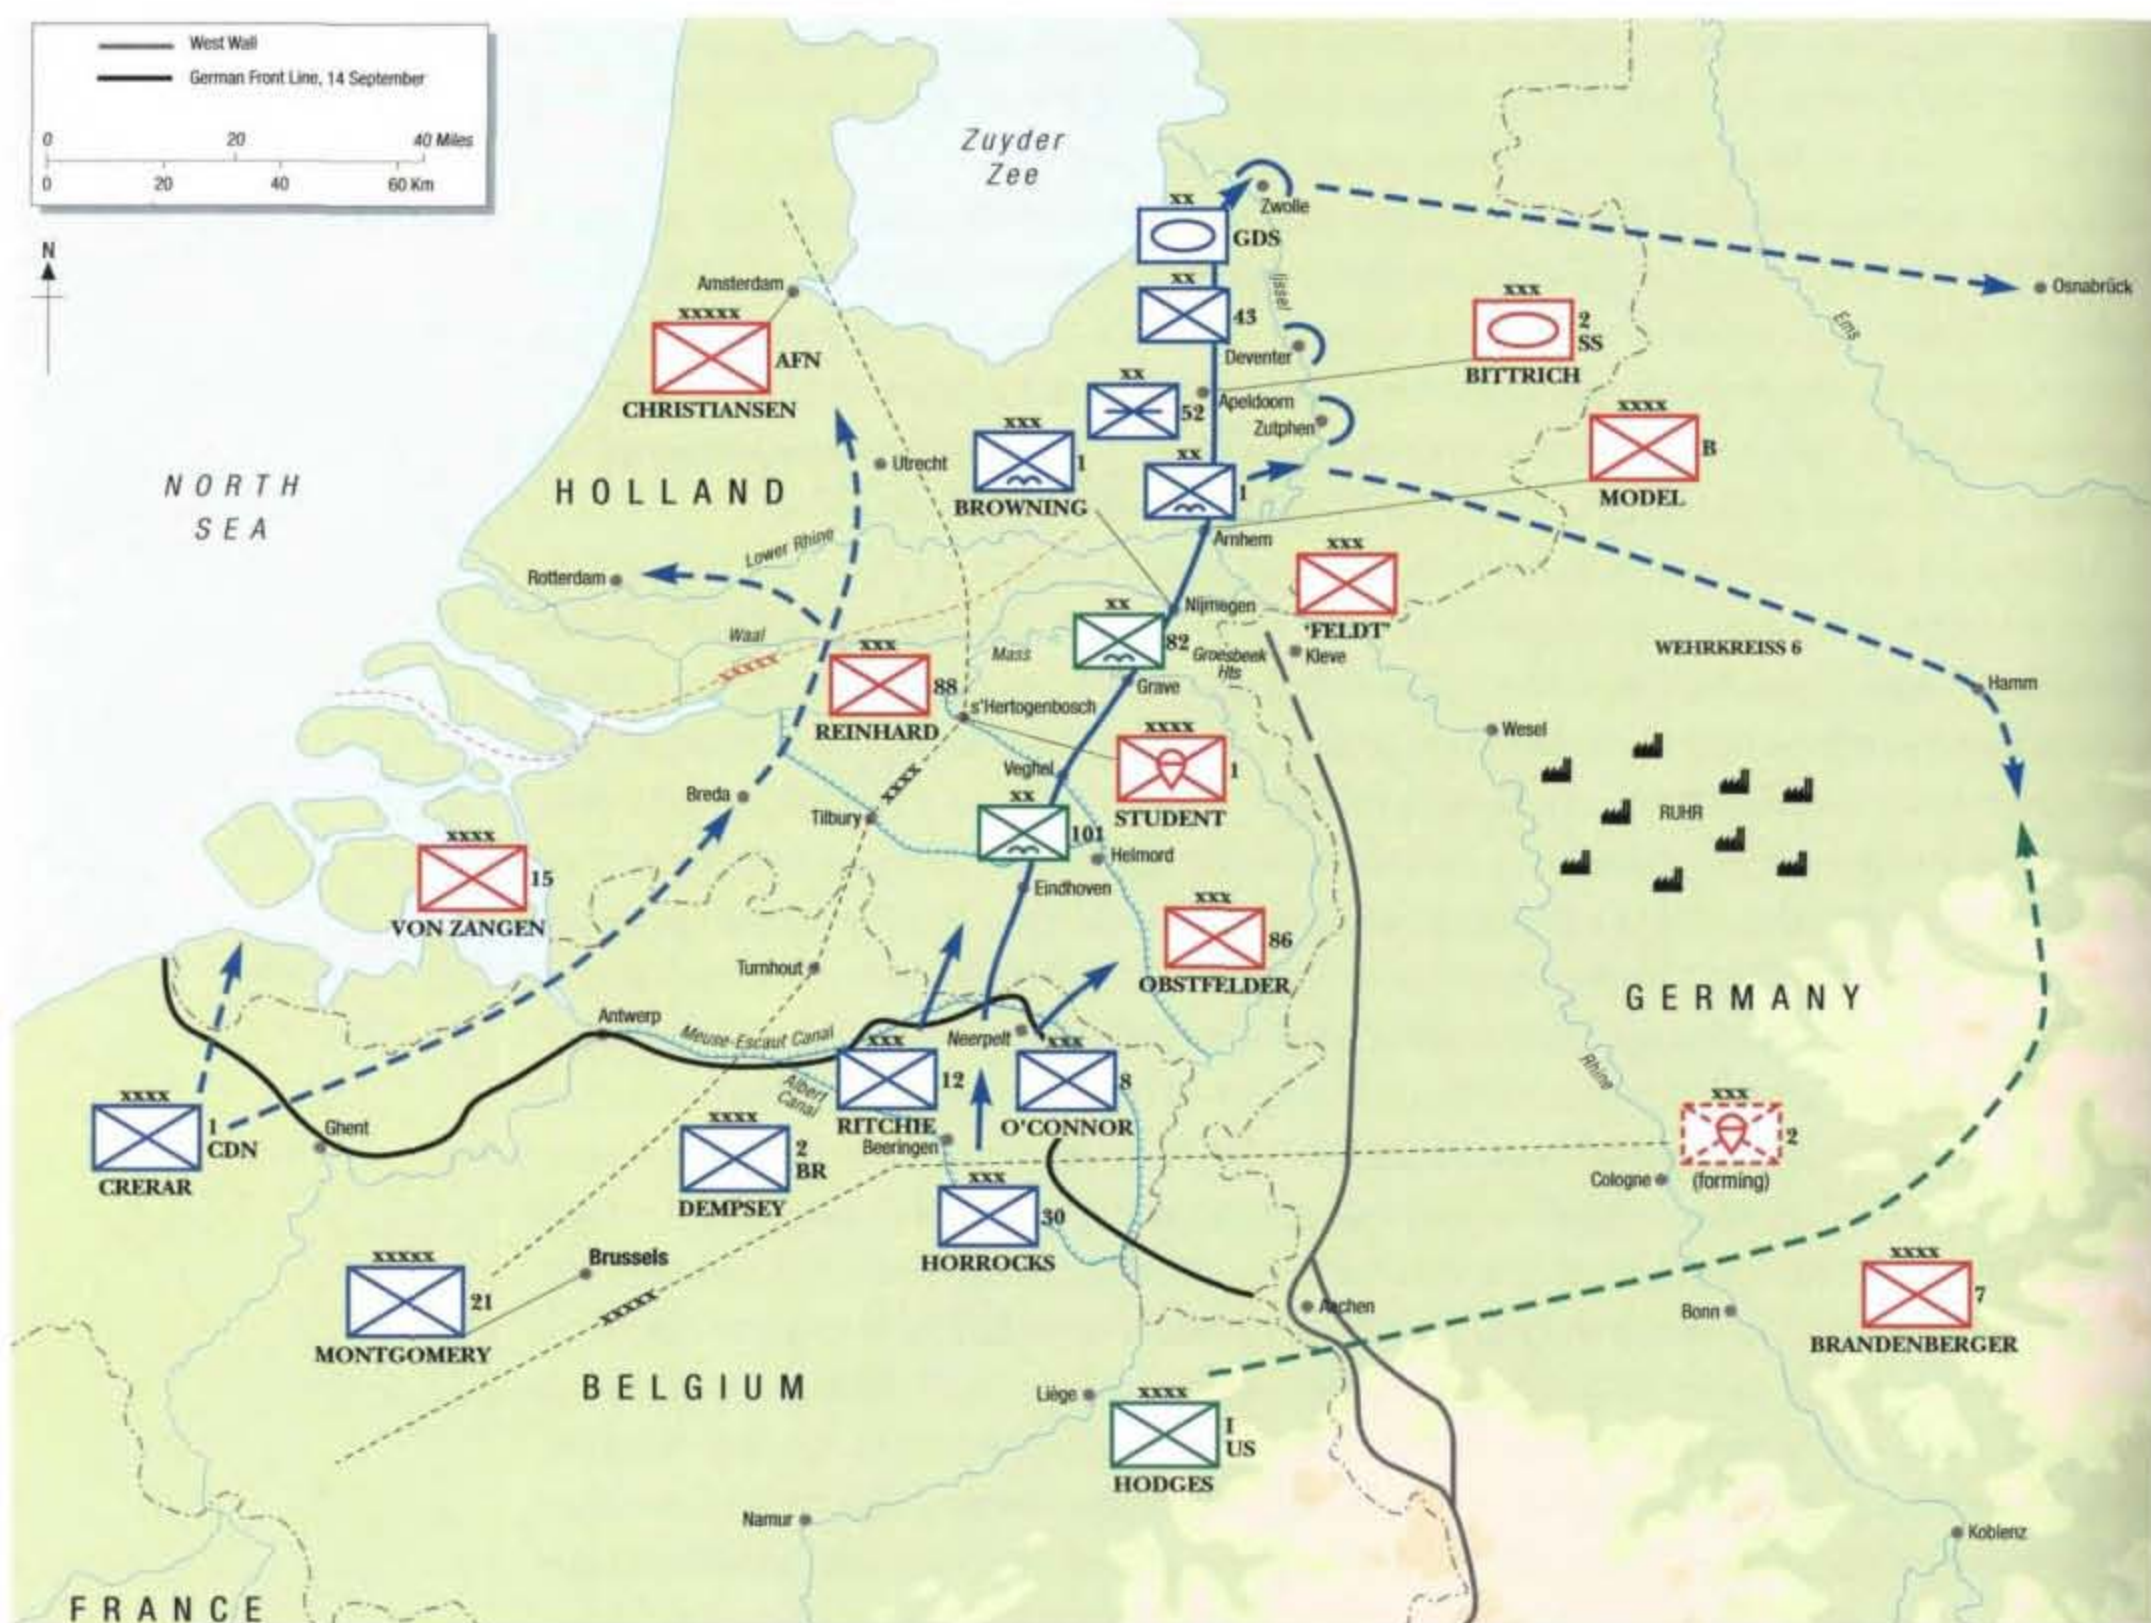 West Wall
German Front Line, 14 September
0 20 40 Miles
0 20 40 60 Km
N
Zuyder
Zee
Zwolle
xx
GDS
Osnabrück
Ems
Ijssel
xx
43
Amsterdam
xxxxx
AFN
CHRISTIANSEN
xxx
2
SS
BITTRICH
Deventer
xx
52
Apeldoorn
Zutphen
xxxx
B
MODEL
xxx
1
BROWNING
xx
1
Utrecht
NORTH
SEA
HOLLAND
Lower Rhine
Arnhem
Rotterdam
xxx
'FELDT'
Nijmegen
xx
82
Waal
xxxxx
Mass
Groesbeek
Hts
Kleve
WEHRKREISS 6
Hamm
xxx
88
REINHARD
Grave
s'Hertogenbosch
Wesel
xxxx
1
STUDENT
Veghel
xxxx
Breda
Tilbury
xx
101
RUHR
Helmord
xxxx
15
VON ZANGEN
Eindhoven
xxx
86
OBSTFELDER
Turnhout
GERMANY
Antwerp
Meuse-Escaut Canal
Neerpelt
Albert
Canal
xxx
12
RITCHIE
xxx
8
O'CONNOR
Rhine
xxxx
1
CDN
CRERAR
Ghent
xxxx
2
BR
DEMPSEY
Beeringen
xxx
2
(forming)
Cologne
xxx
30
HORROCKS
xxxxx
21
MONTGOMERY
Brussels
xxxxx
Aachen
Bonn
xxxx
7
BRANDENBERGER
BELGIUM
Liège
xxxx
I
US
HODGES
Namur
Koblenz
FRANCE